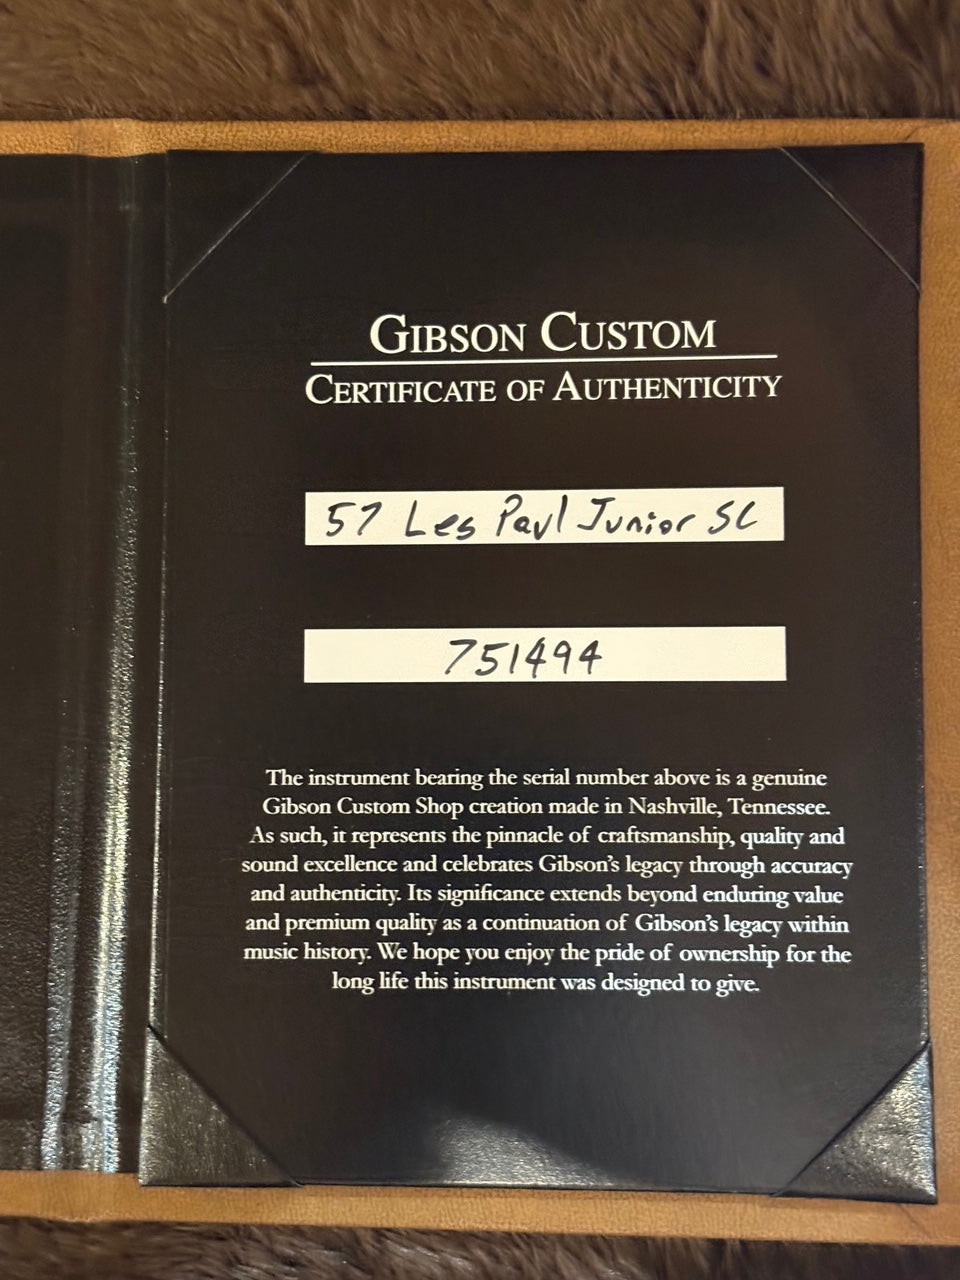 GIBSON CUSTOM
CERTIFICATE OF AUTHENTICITY
57 Les Paul Junior SC
751494
The instrument bearing the serial number above is a genuine
Gibson Custom Shop creation made in Nashville, Tennessee.
As such, it represents the pinnacle of craftsmanship, quality and
sound excellence and celebrates Gibson's legacy through accuracy
and authenticity. Its significance extends beyond enduring value
and premium quality as a continuation of Gibson's legacy within
music history. We hope you enjoy the pride of ownership for the
long life this instrument was designed to give.